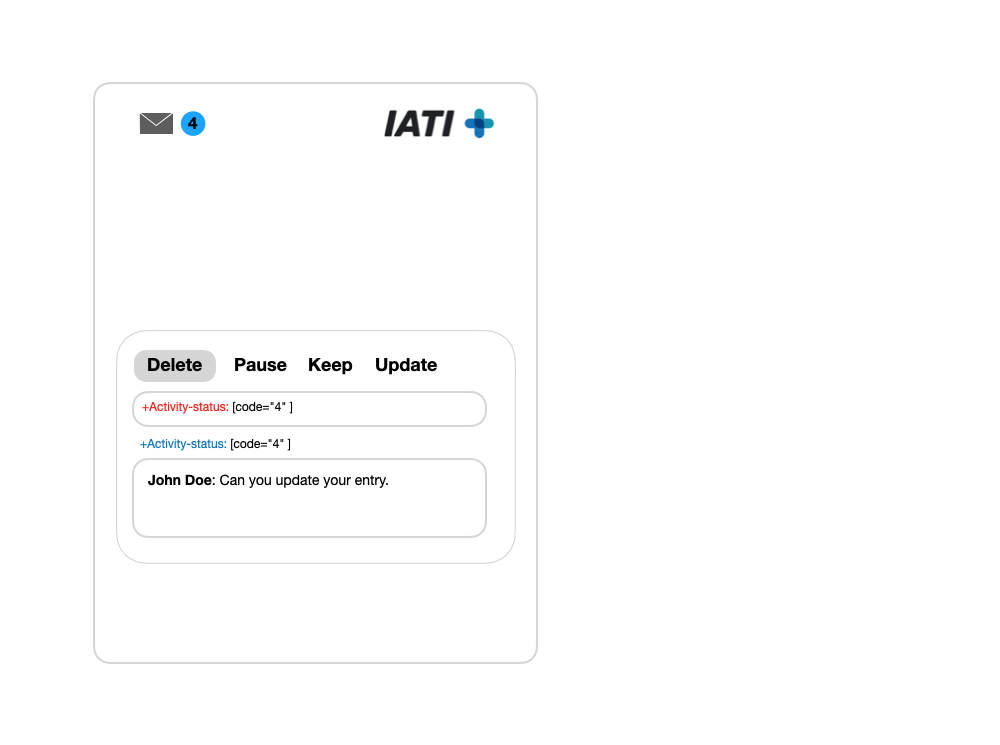 4 IATI
Delete Pause Keep Update
+Activity-status: [code="4" ]
+Activity-status: [code="4" ]
John Doe: Can you update your entry.